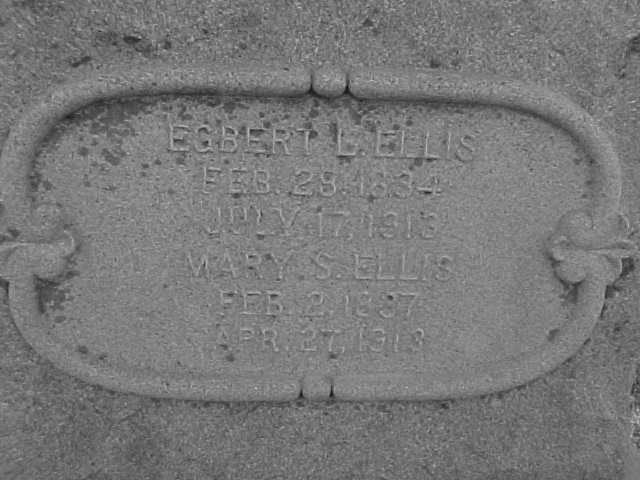 EGBERT L. ELLIS
FEB. 28. 1834
JULY 17, 1913
MARY S. ELLIS
FEB. 2. 1837
APR. 27, 1913